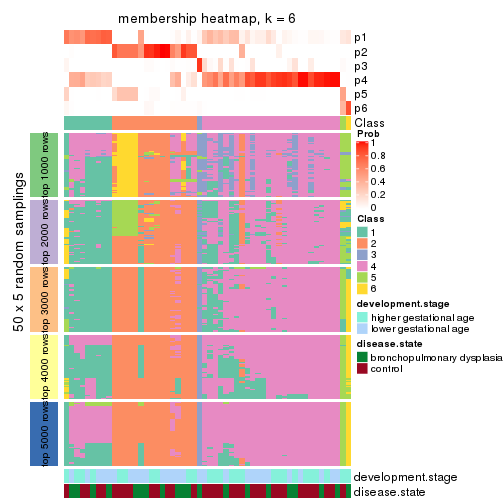 membership heatmap, k = 6
p1
p2
p3
p4
p5
p6
Class
50 x 5 random samplings
top 1000 rows
top 2000 rows
top 3000 rows
top 4000 rows
top 5000 rows
Prob
1
0.8
0.6
0.4
0.2
0
Class
1
2
3
4
5
6
development.stage
higher gestational age
lower gestational age
disease.state
bronchopulmonary dysplasia
control
development.stage
disease.state